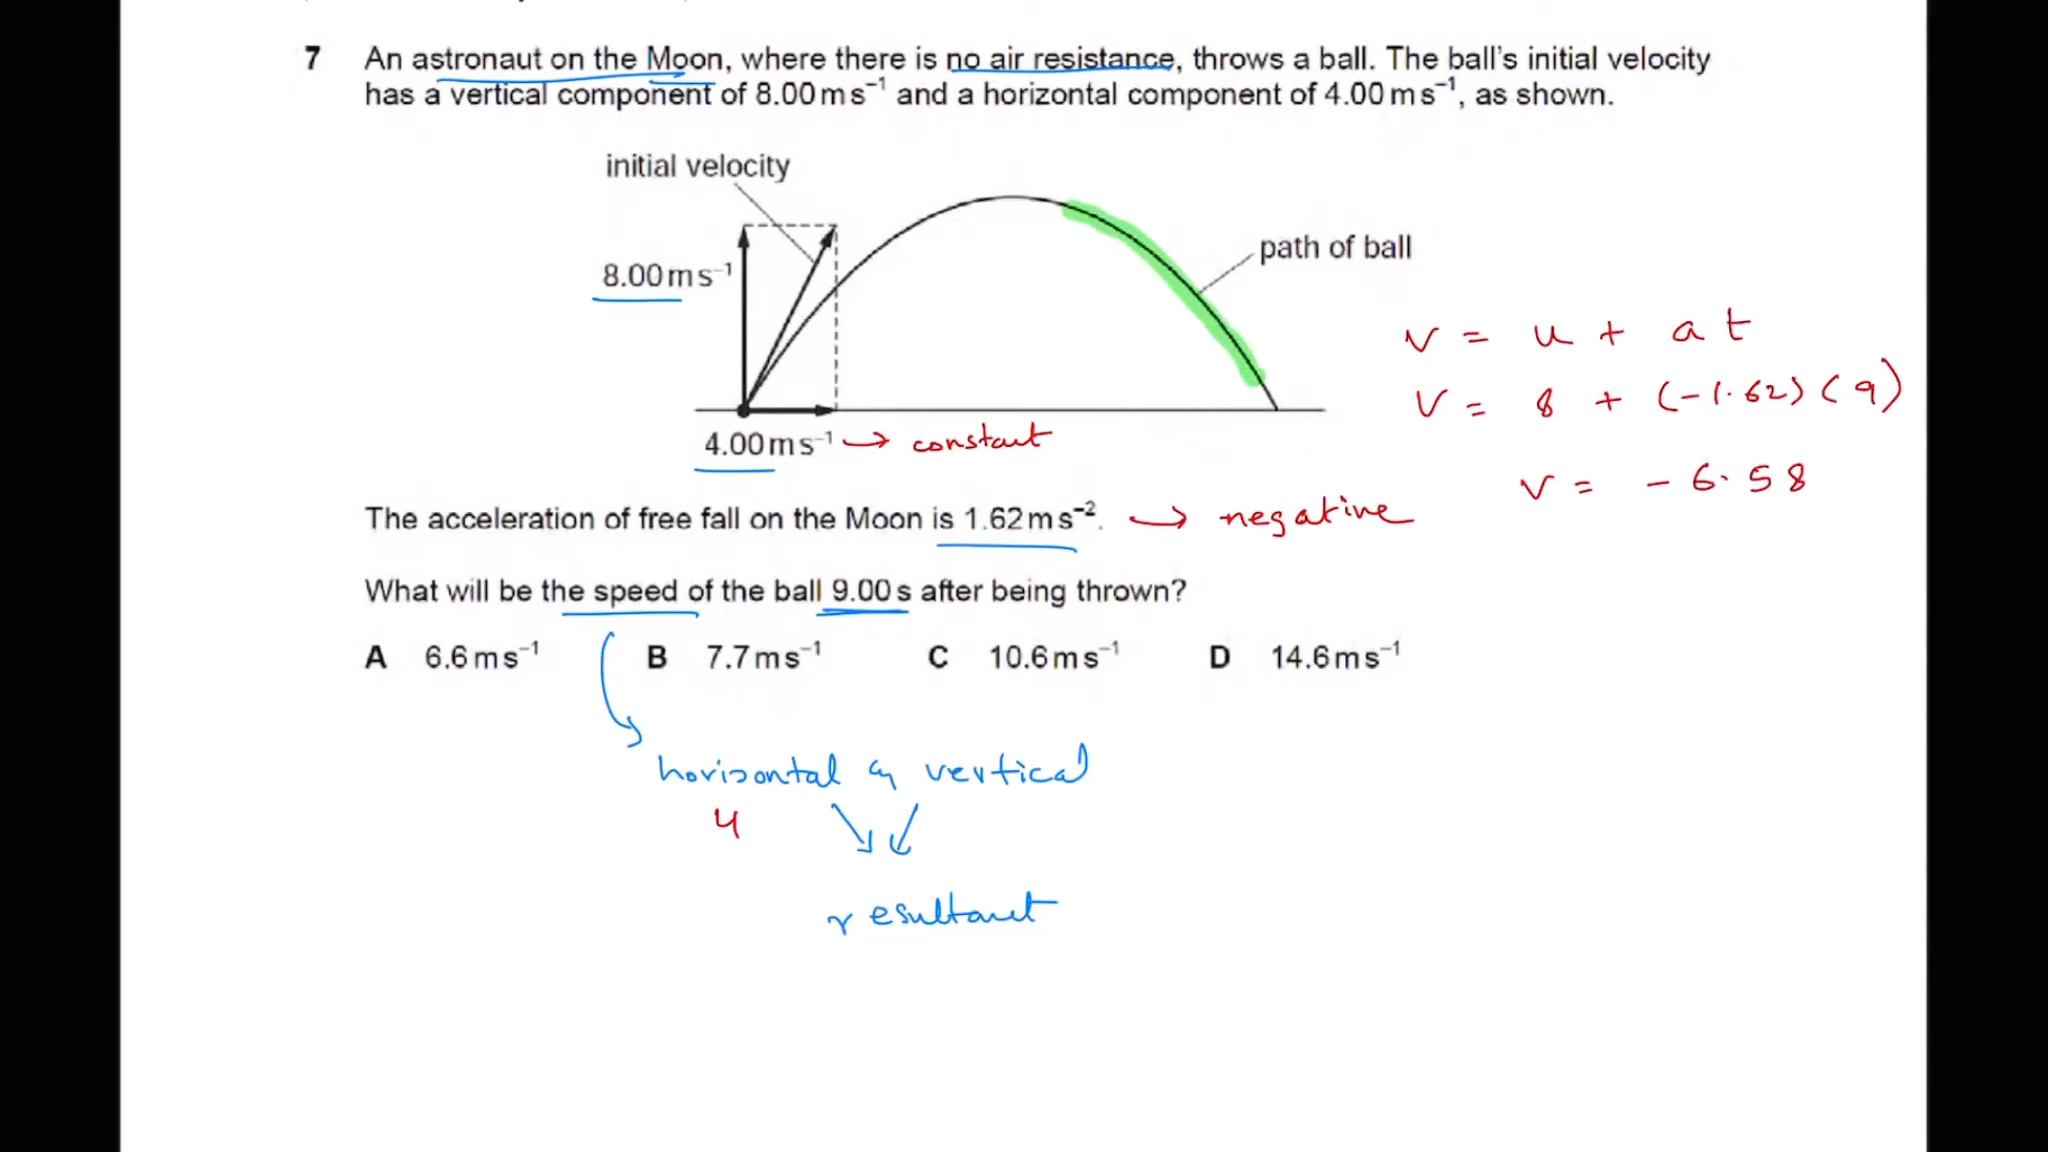 7 An astronaut on the Moon, where there is no air resistance, throws a ball. The ball's initial velocity
has a vertical component of 8.00 m s⁻¹ and a horizontal component of 4.00 m s⁻¹, as shown.
initial velocity
path of ball
8.00 m s⁻¹
v = u + at
v = 8 + (-1.62)(9)
4.00 m s⁻¹ → constant
v = -6.58
The acceleration of free fall on the Moon is 1.62 m s⁻². → negative
What will be the speed of the ball 9.00 s after being thrown?
A 6.6 m s⁻¹ B 7.7 m s⁻¹ C 10.6 m s⁻¹ D 14.6 m s⁻¹
horizontal & vertical
4
resultant